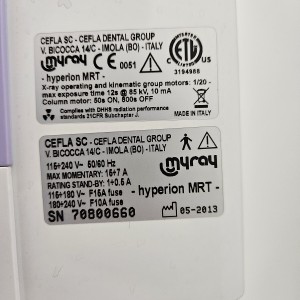 CEFLA SC - CEFLA DENTAL GROUP
V. BICOCCA 14/C - IMOLA (BO) - ITALY
myray CE 0051
ETL
C US
3194988
- hyperion MRT -
X-ray operating and kinematic group motors: 1/20 -
max exposure time 12s @ 85 kV, 10 mA
Column motor: 50s ON, 800s OFF
Complies with DHHS radiation performance
standards 21CFR Subchapter J.
MADE IN ITALY
CEFLA SC - CEFLA DENTAL GROUP
V. BICOCCA 14/C - IMOLA (BO) - ITALY
115÷240 V~ 50/60 Hz
myray
MAX MOMENTARY: 15÷7 A
RATING STAND-BY: 1÷0.5 A
- hyperion MRT -
115÷180 V~ F15A fuse
180÷240 V~ F10A fuse
SN 70800660
05-2013